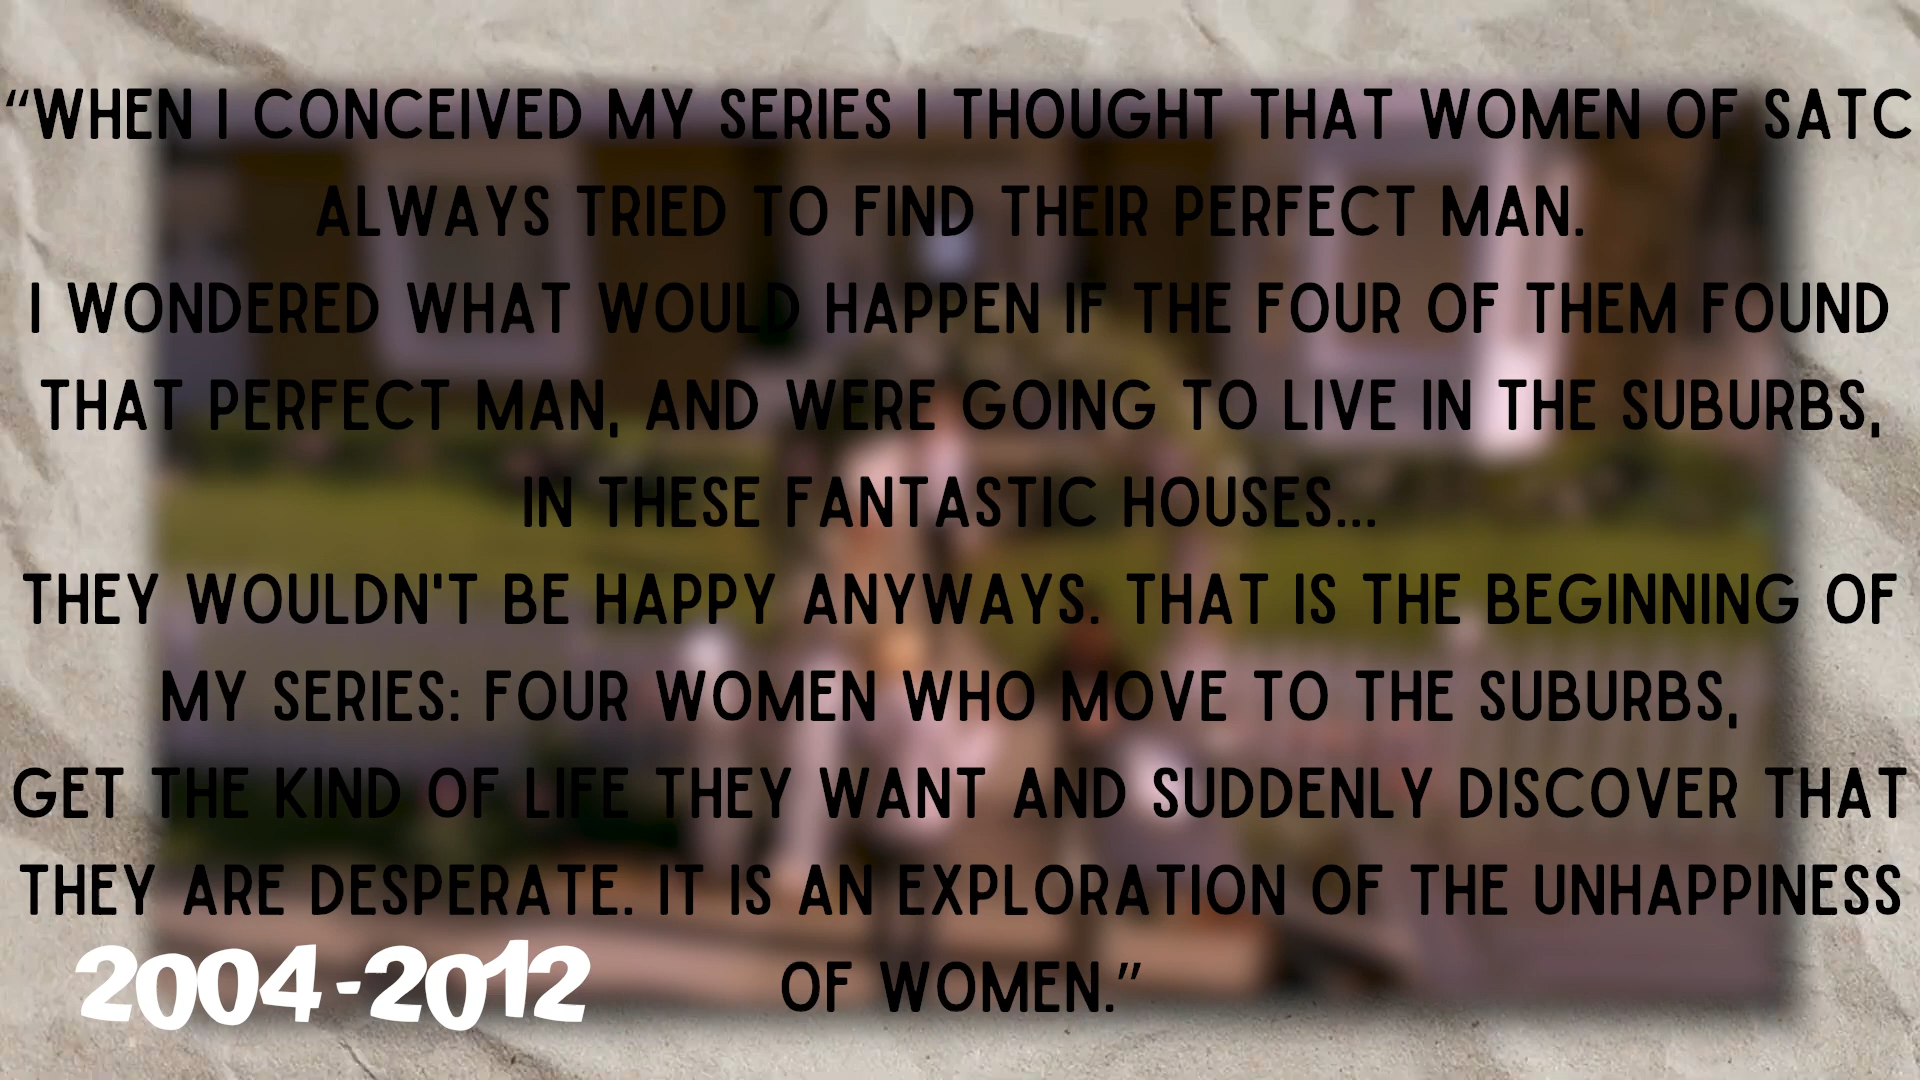 “WHEN I CONCEIVED MY SERIES I THOUGHT THAT WOMEN OF SATC
ALWAYS TRIED TO FIND THEIR PERFECT MAN.
I WONDERED WHAT WOULD HAPPEN IF THE FOUR OF THEM FOUND
THAT PERFECT MAN, AND WERE GOING TO LIVE IN THE SUBURBS,
IN THESE FANTASTIC HOUSES...
THEY WOULDN'T BE HAPPY ANYWAYS. THAT IS THE BEGINNING OF
MY SERIES: FOUR WOMEN WHO MOVE TO THE SUBURBS,
GET THE KIND OF LIFE THEY WANT AND SUDDENLY DISCOVER THAT
THEY ARE DESPERATE. IT IS AN EXPLORATION OF THE UNHAPPINESS
OF WOMEN.”
2004-2012